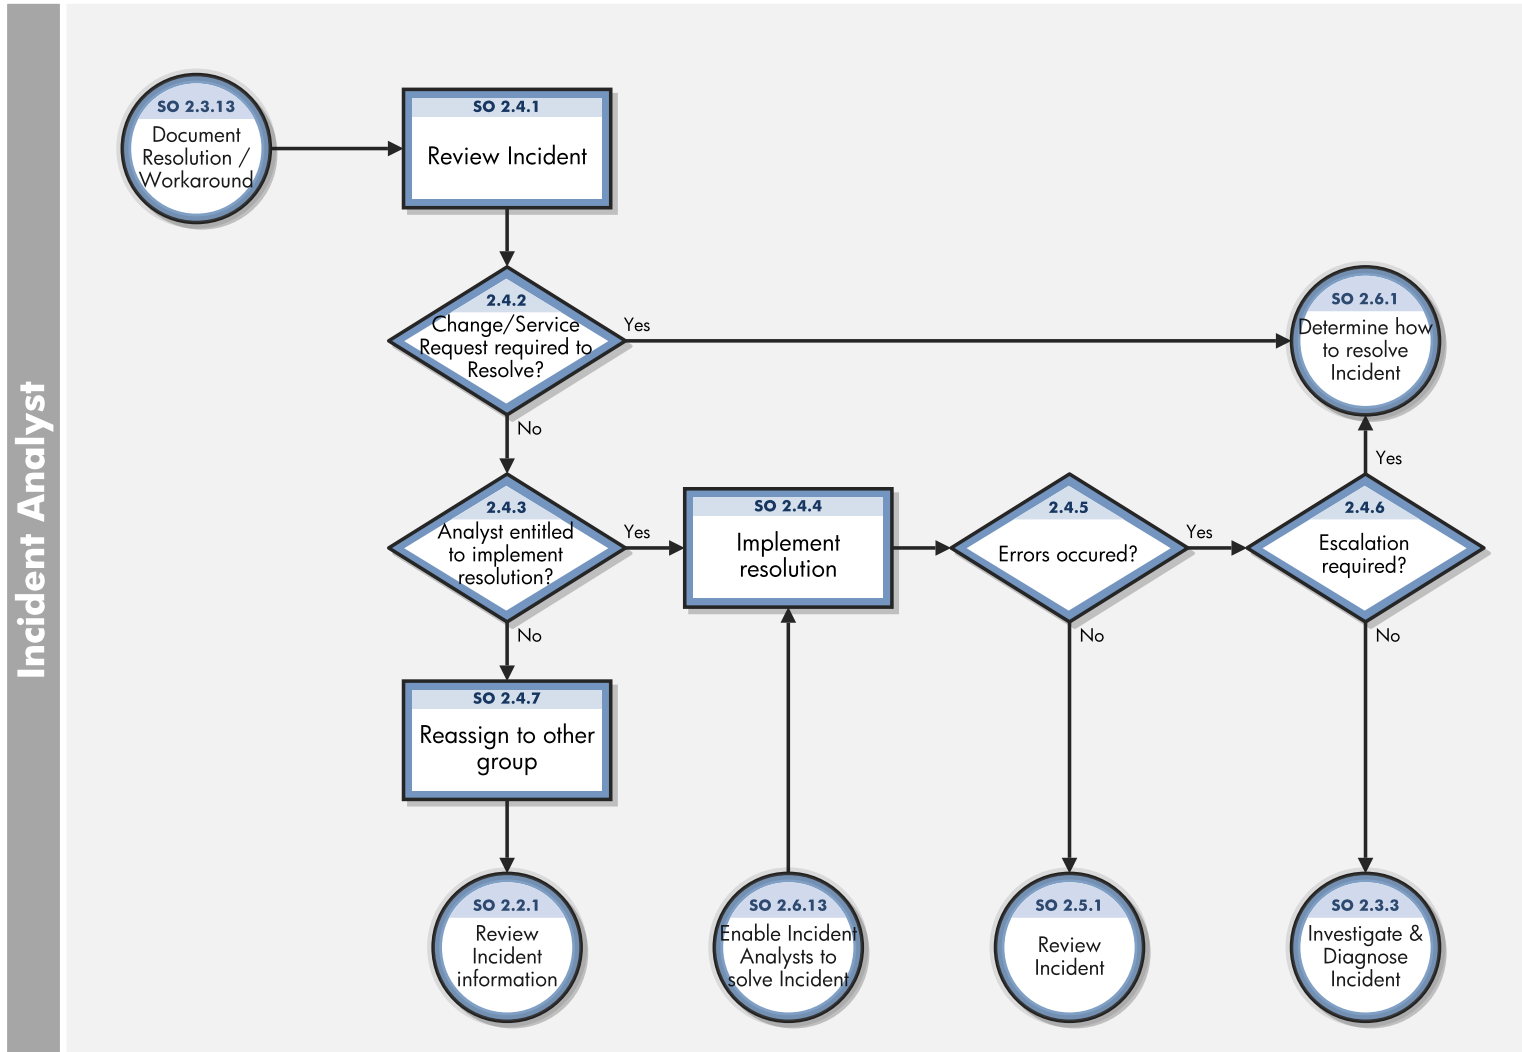 Incident Analyst
SO 2.3.13
Document
Resolution /
Workaround
SO 2.4.1
Review Incident
2.4.2
Change/Service
Request required to
Resolve?
Yes
No
SO 2.6.1
Determine how
to resolve
Incident
2.4.3
Analyst entitled
to implement
resolution?
Yes
No
SO 2.4.4
Implement
resolution
2.4.5
Errors occured?
Yes
No
2.4.6
Escalation
required?
Yes
No
SO 2.4.7
Reassign to other
group
SO 2.2.1
Review
Incident
information
SO 2.6.13
Enable Incident
Analysts to
solve Incident
SO 2.5.1
Review
Incident
SO 2.3.3
Investigate &
Diagnose
Incident